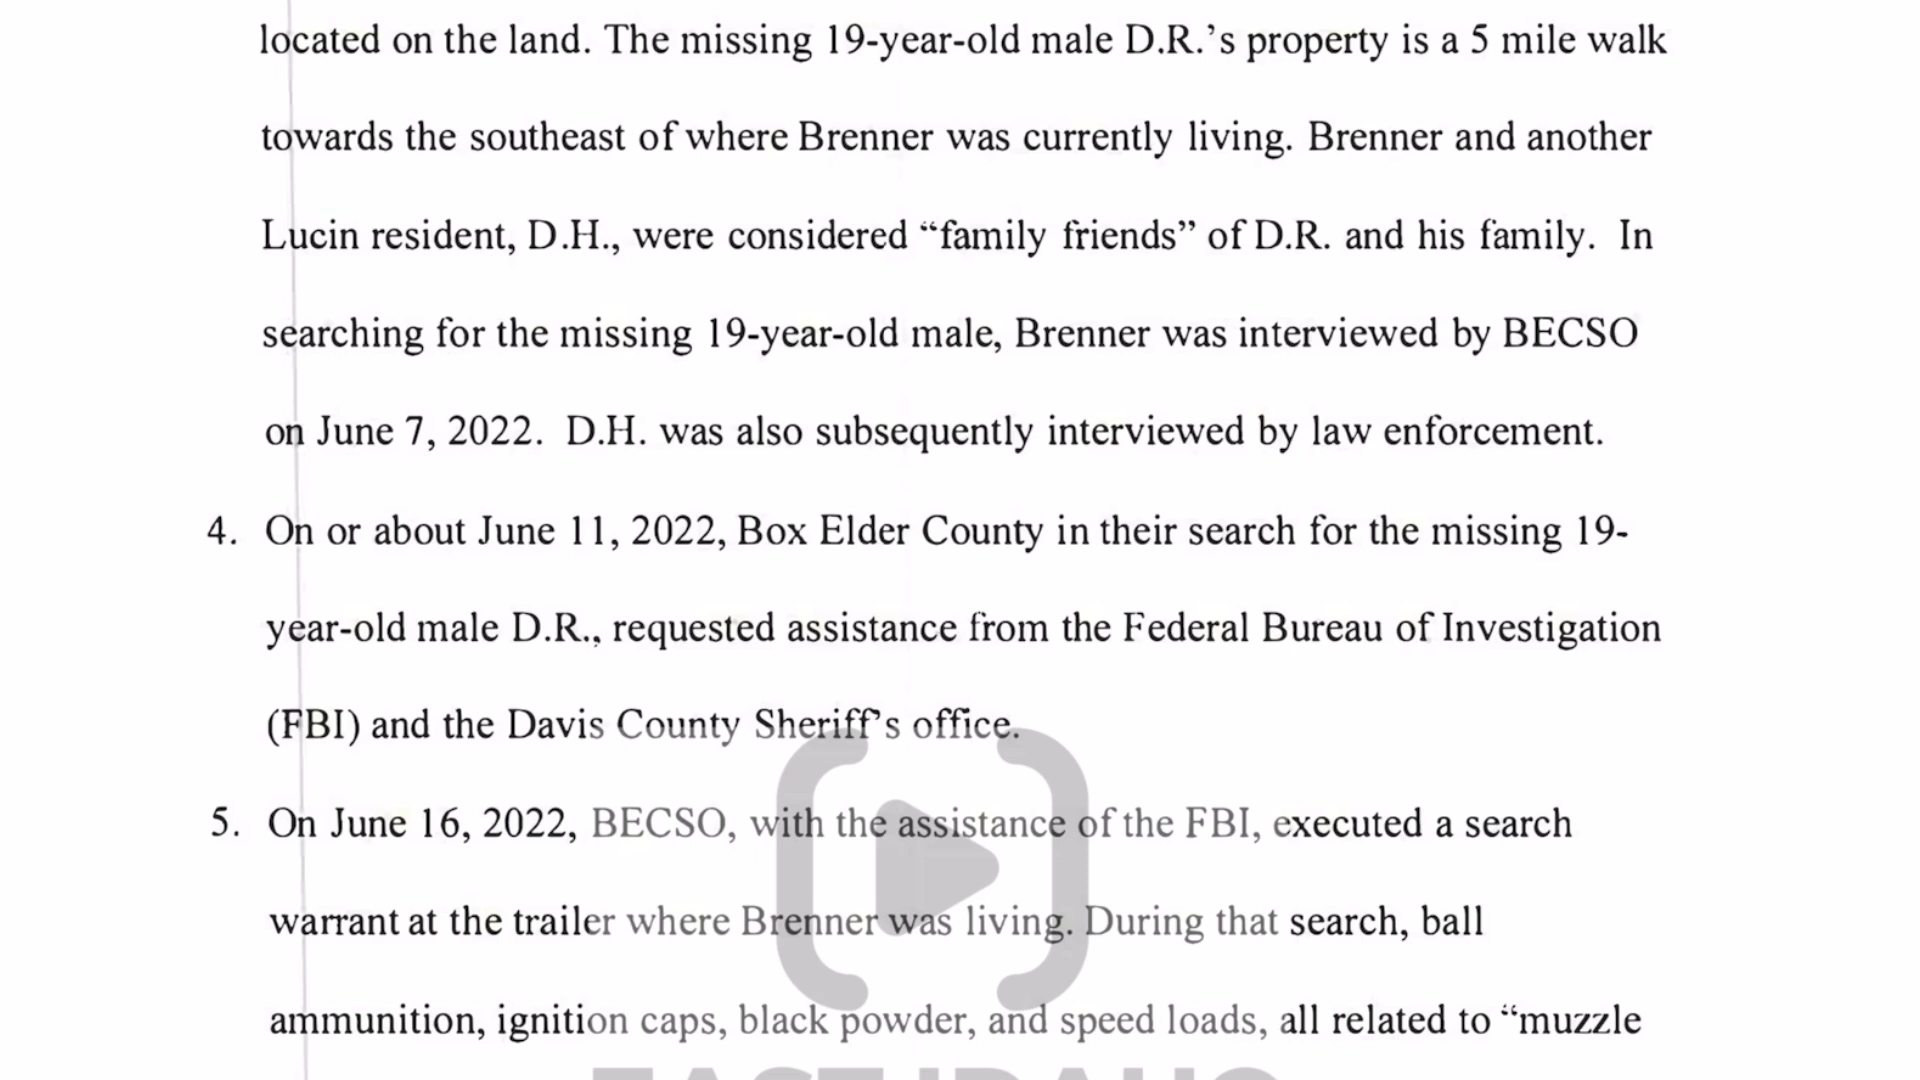 located on the land. The missing 19-year-old male D.R.’s property is a 5 mile walk
towards the southeast of where Brenner was currently living. Brenner and another
Lucin resident, D.H., were considered “family friends” of D.R. and his family. In
searching for the missing 19-year-old male, Brenner was interviewed by BECSO
on June 7, 2022. D.H. was also subsequently interviewed by law enforcement.
4. On or about June 11, 2022, Box Elder County in their search for the missing 19-
year-old male D.R., requested assistance from the Federal Bureau of Investigation
(FBI) and the Davis County Sheriff’s office.
5. On June 16, 2022, BECSO, with the assistance of the FBI, executed a search
warrant at the trailer where Brenner was living. During that search, ball
ammunition, ignition caps, black powder, and speed loads, all related to “muzzle
EAST IDAHO